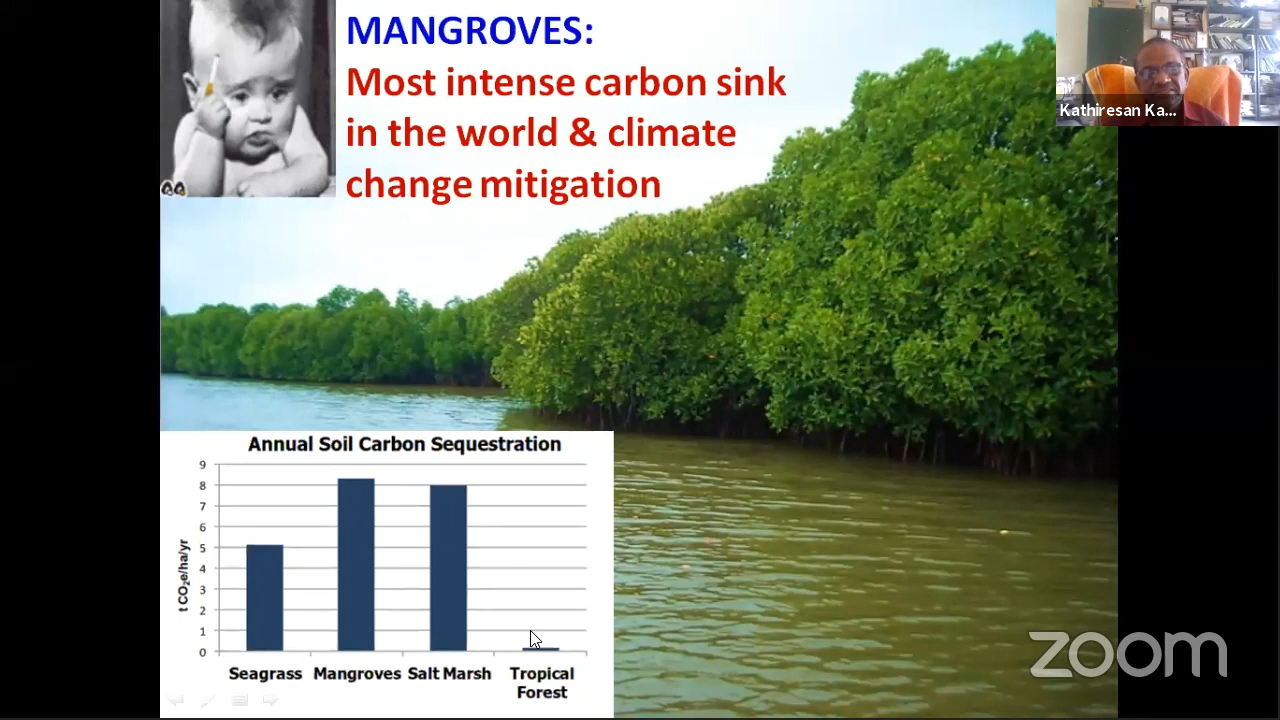 MANGROVES:
Most intense carbon sink
in the world & climate
change mitigation
Kathiresan Ka...
Annual Soil Carbon Sequestration
t CO₂e/ha/yr
9
8
7
6
5
4
3
2
1
0
Seagrass Mangroves Salt Marsh Tropical
Forest
zoom